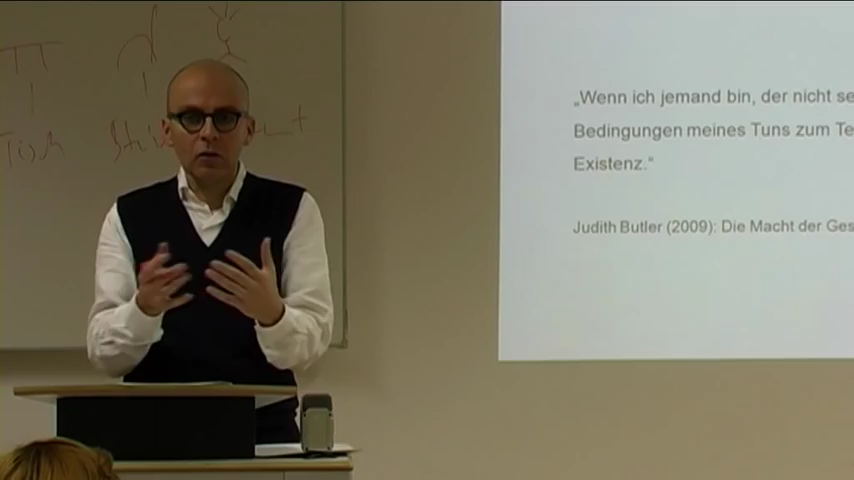 Tisch
„Wenn ich jemand bin, der nicht se
Bedingungen meines Tuns zum Te
Existenz.“
Judith Butler (2009): Die Macht der Ges